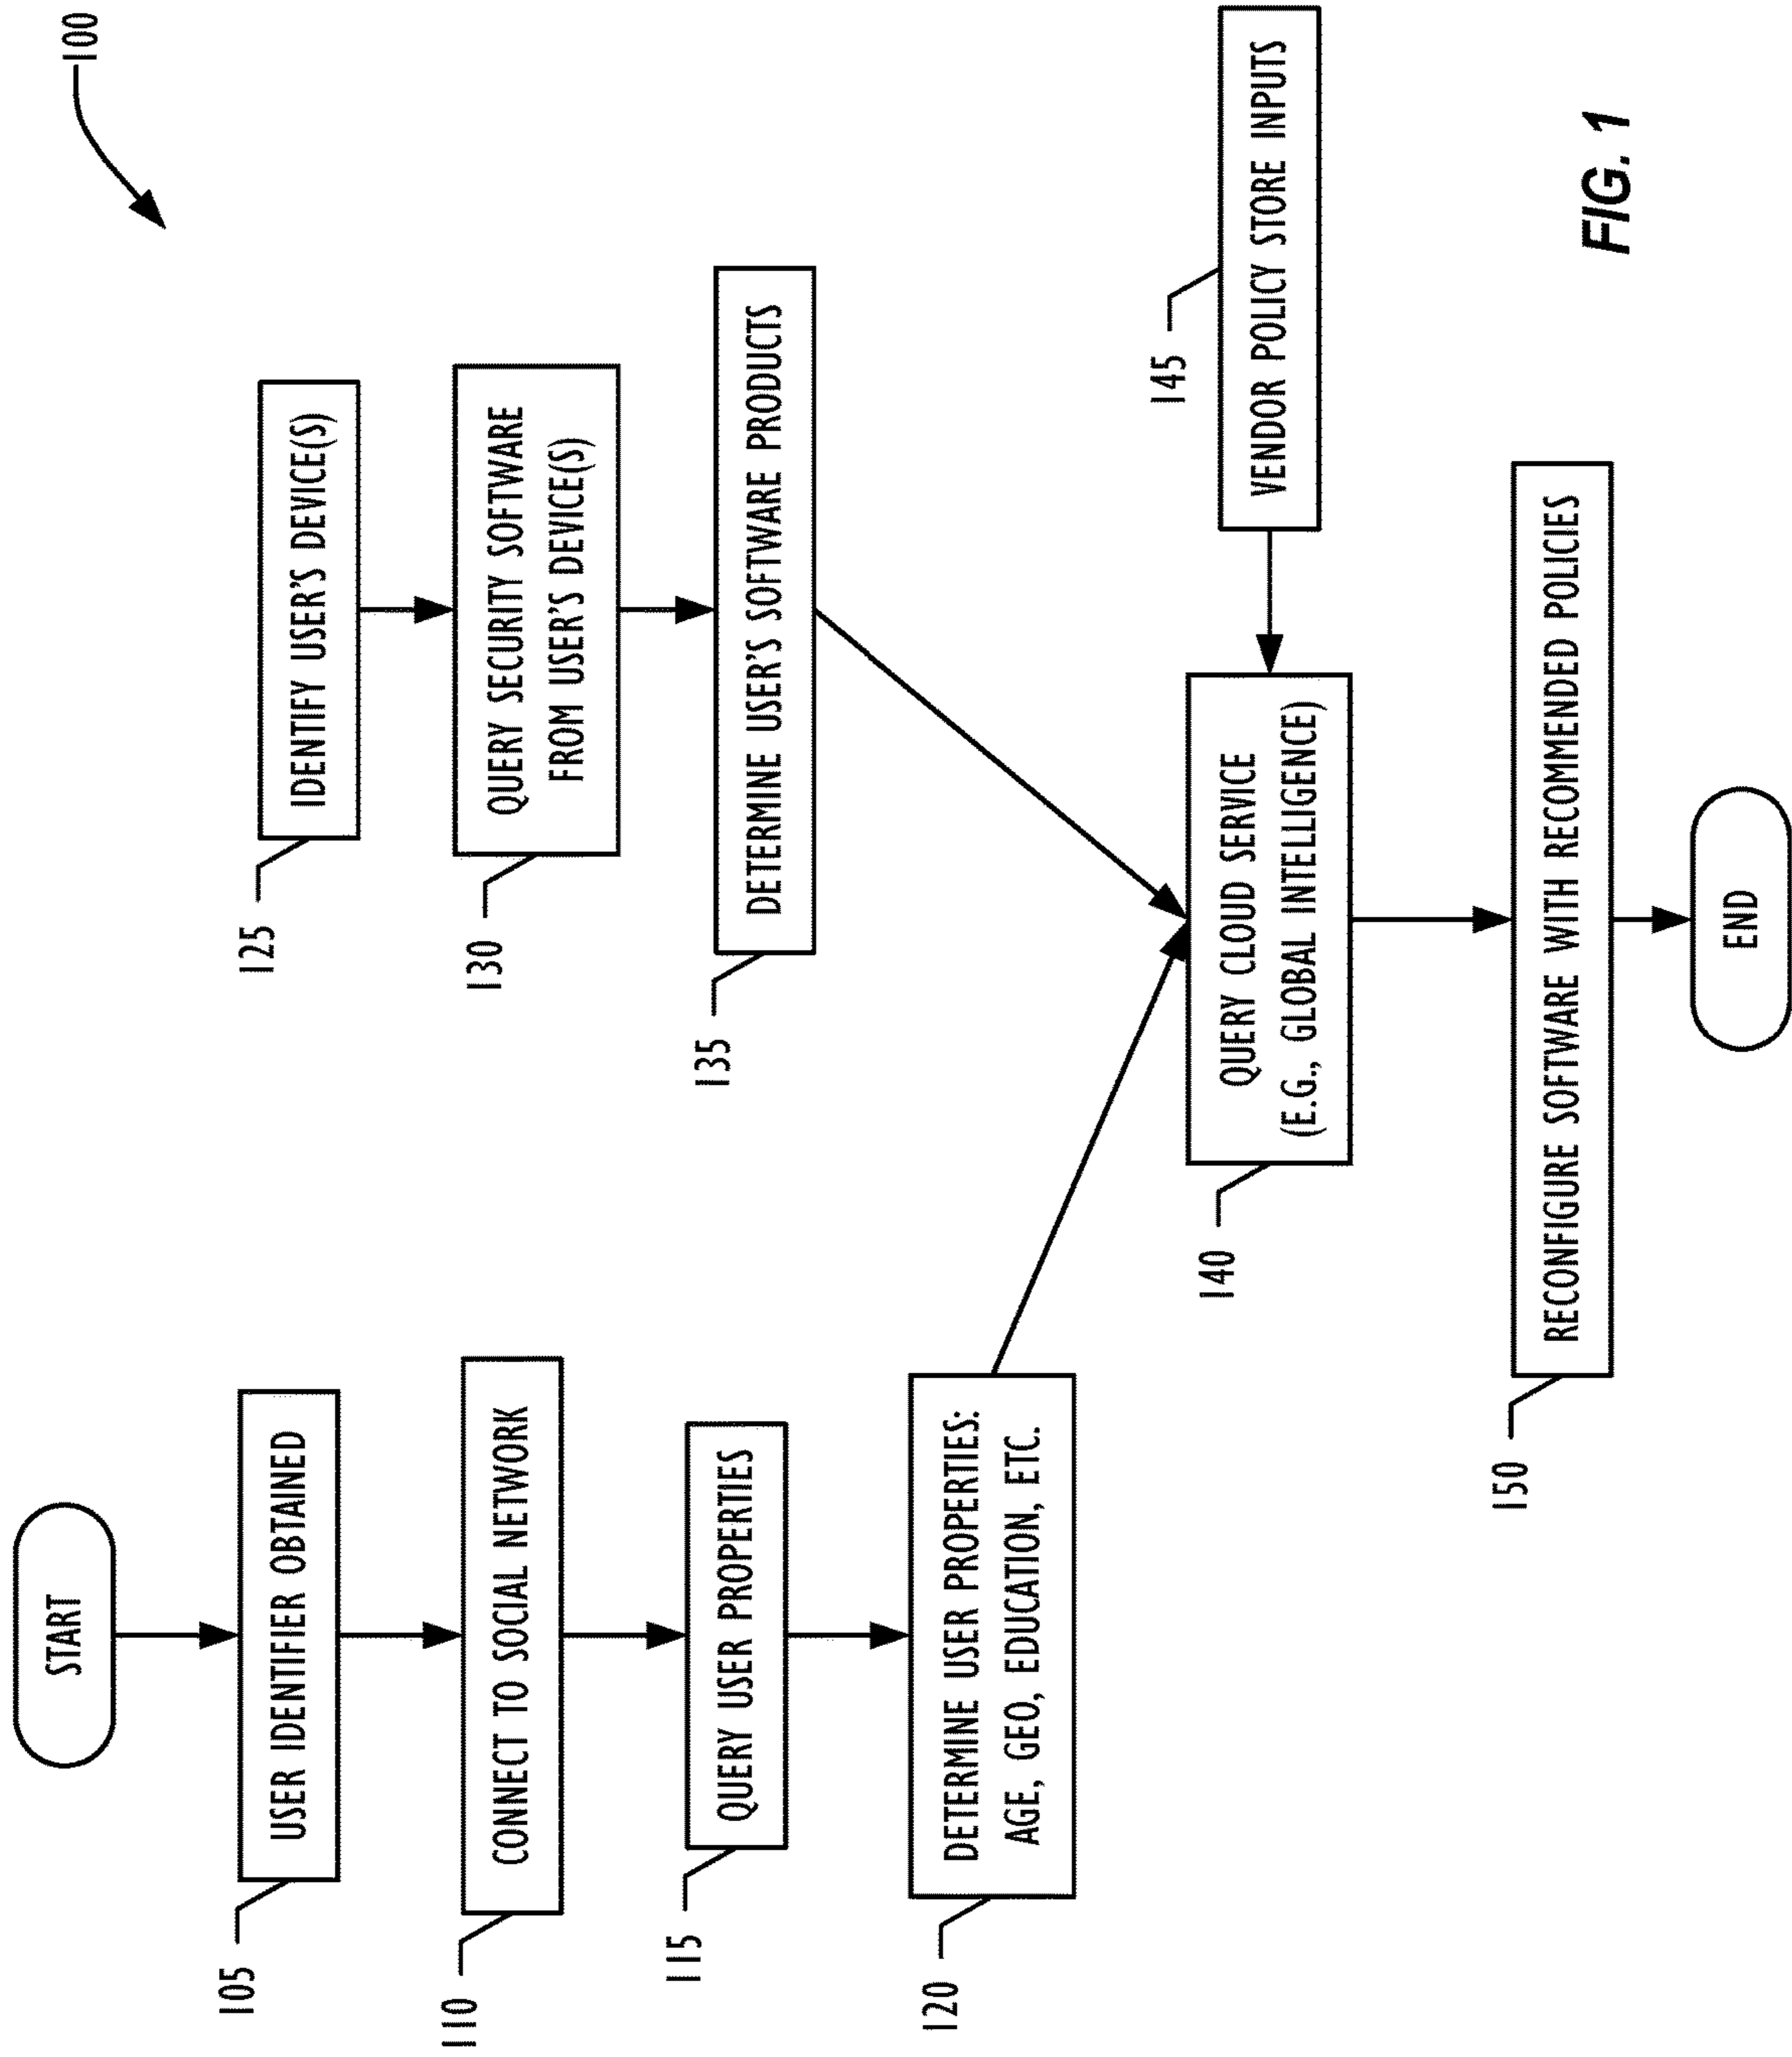 100
START
USER IDENTIFIER OBTAINED
105
CONNECT TO SOCIAL NETWORK
110
QUERY USER PROPERTIES
115
DETERMINE USER PROPERTIES:
AGE, GEO, EDUCATION, ETC.
120
IDENTIFY USER'S DEVICE(S)
125
QUERY SECURITY SOFTWARE
FROM USER'S DEVICE(S)
130
DETERMINE USER'S SOFTWARE PRODUCTS
135
QUERY CLOUD SERVICE
(E.G., GLOBAL INTELLIGENCE)
140
145
VENDOR POLICY STORE INPUTS
RECONFIGURE SOFTWARE WITH RECOMMENDED POLICIES
150
END
FIG. 1